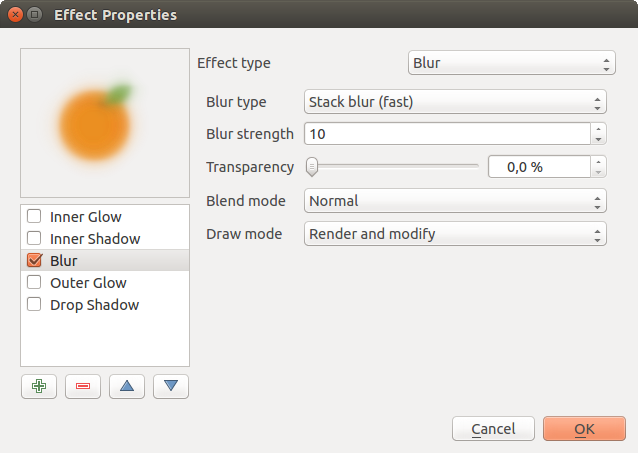 Effect Properties
Effect type Blur
Blur type Stack blur (fast)
Blur strength 10
Transparency 0,0 %
Blend mode Normal
Draw mode Render and modify
Inner Glow
Inner Shadow
Blur
Outer Glow
Drop Shadow
Cancel OK